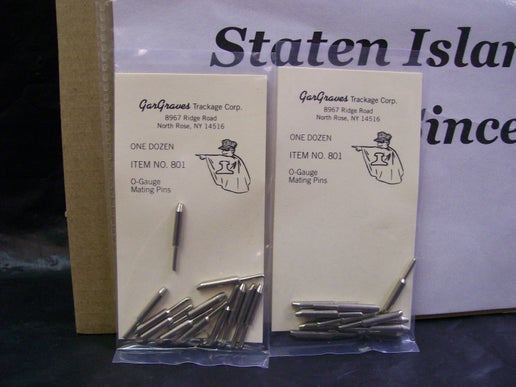 Staten Islan
Since
GarGraves Trackage Corp.
8967 Ridge Road
North Rose, NY 14516
ONE DOZEN
ITEM NO. 801
O-Gauge
Mating Pins
GarGraves Trackage Corp.
8967 Ridge Road
North Rose, NY 14516
ONE DOZEN
ITEM NO. 801
O-Gauge
Mating Pins